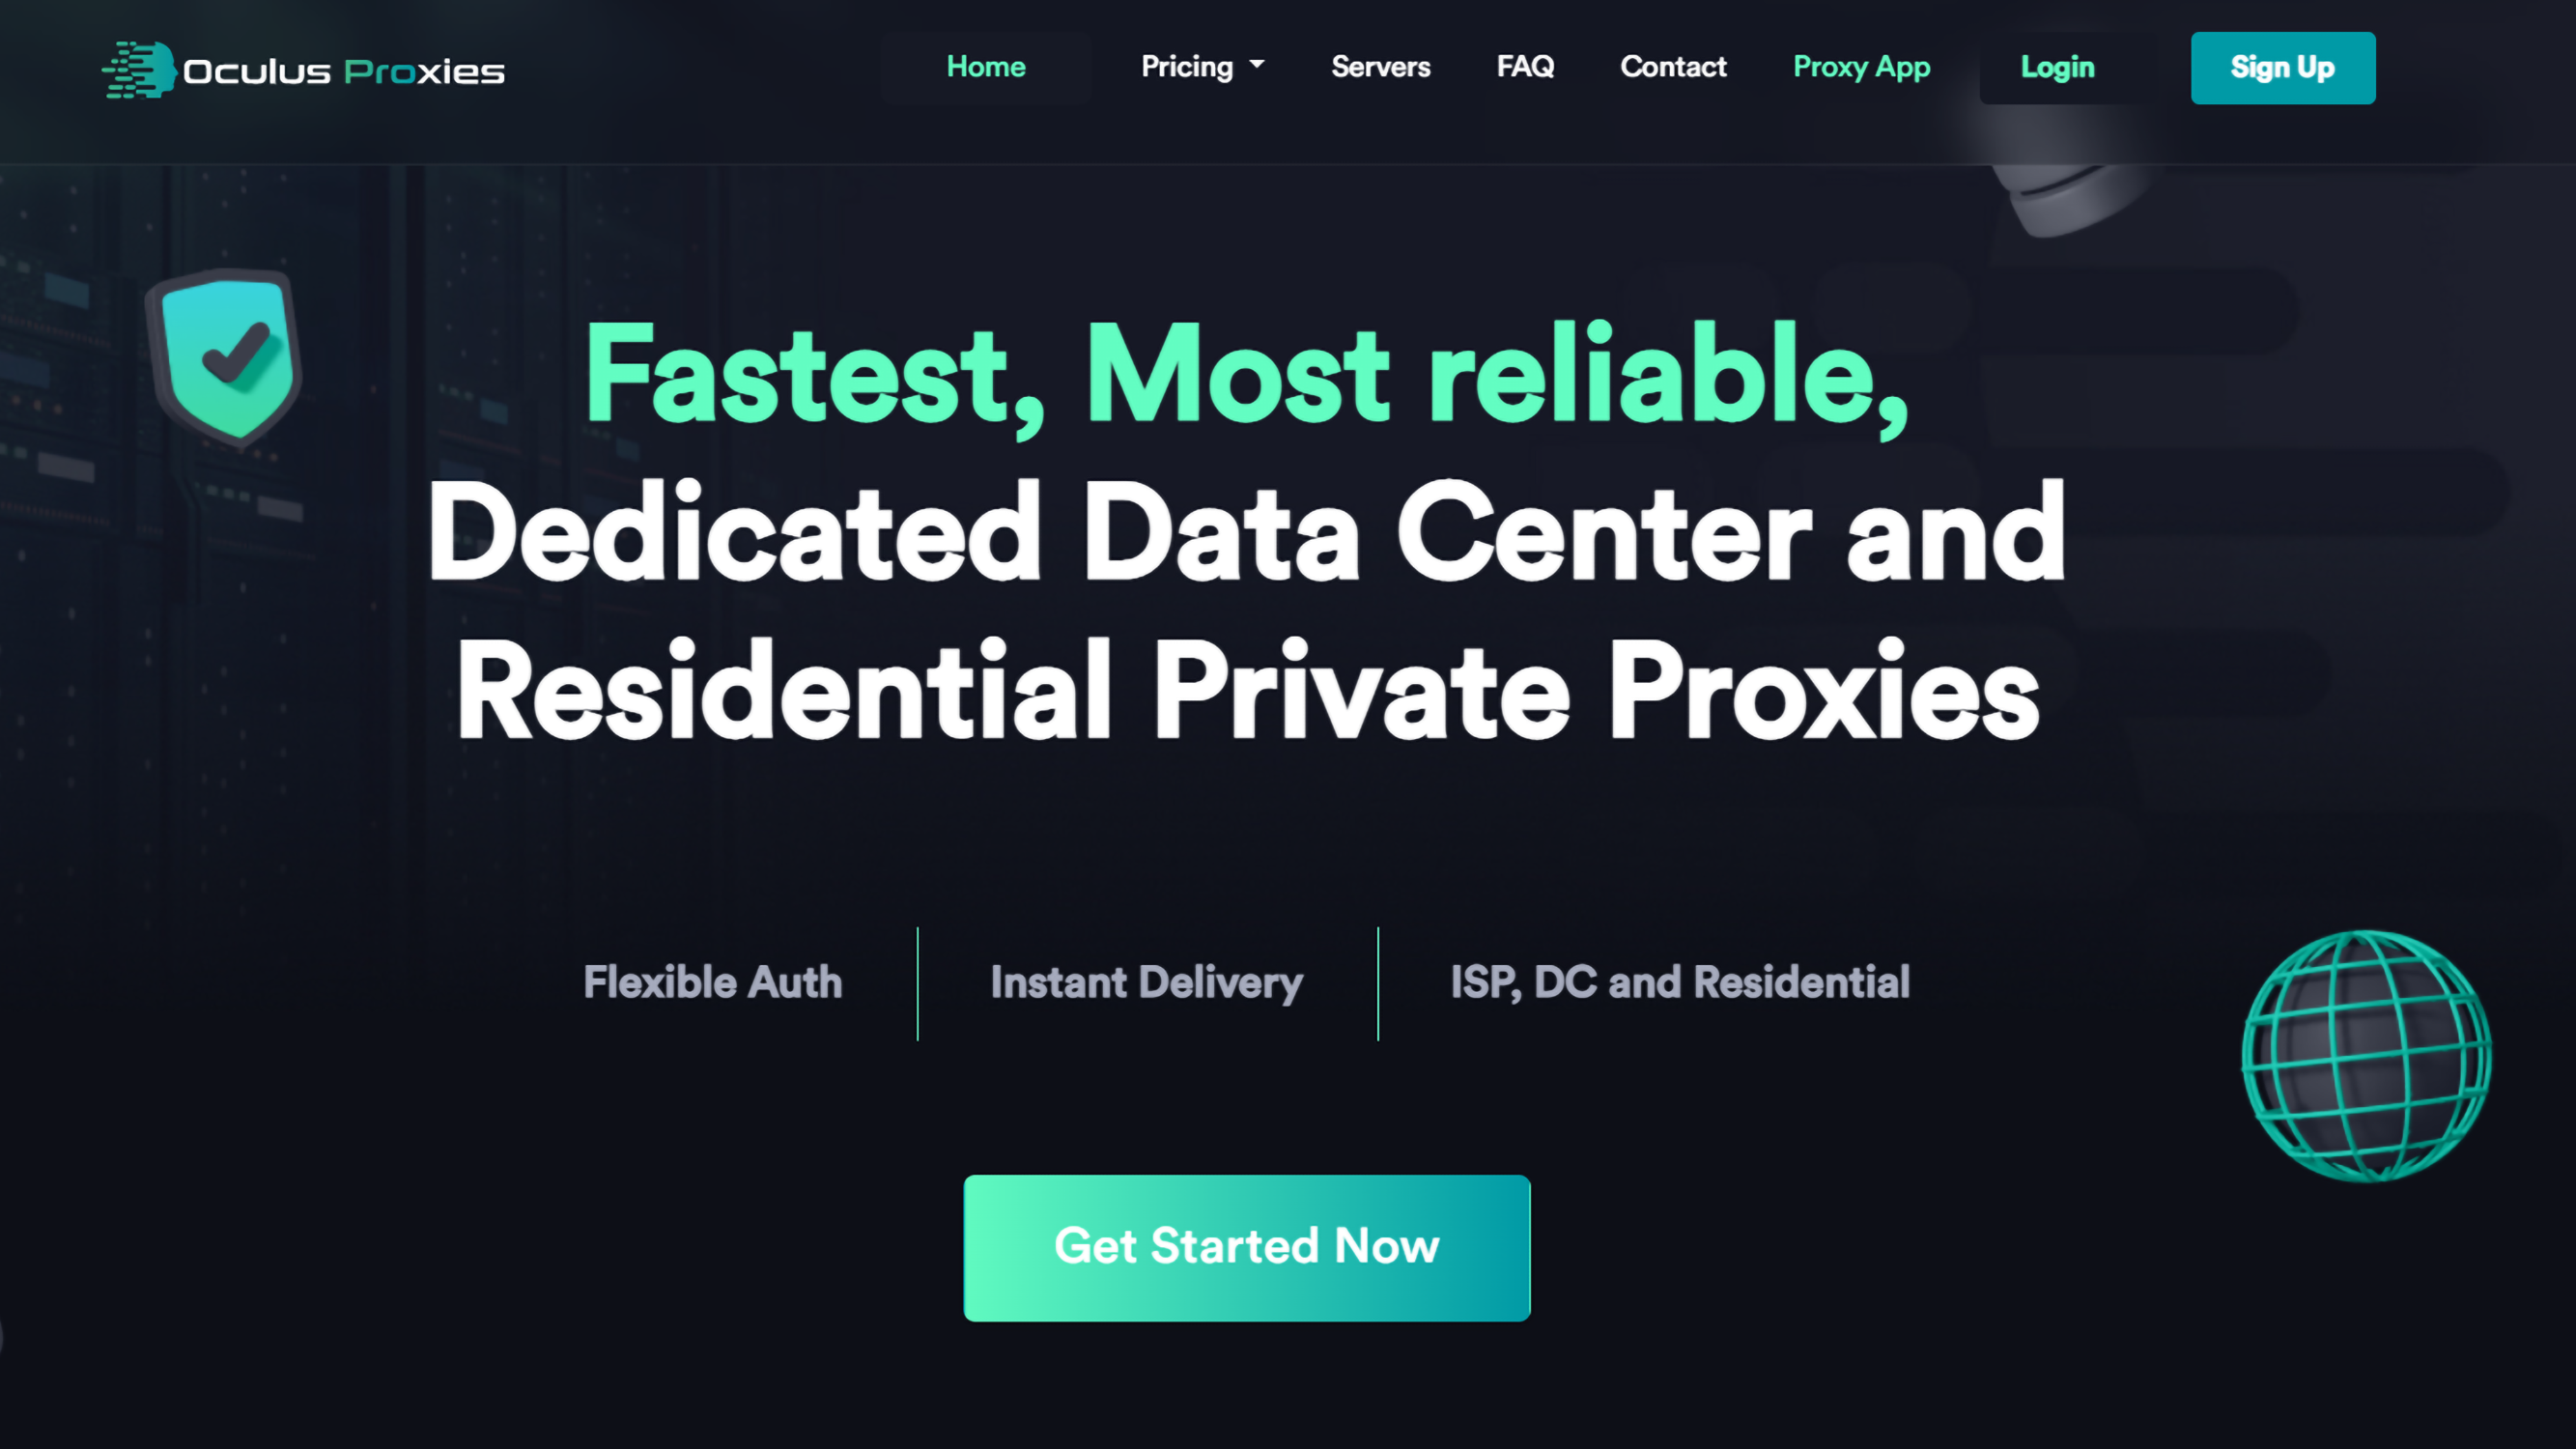 Oculus Proxies
Home Pricing Servers FAQ Contact Proxy App Login Sign Up
Fastest, Most reliable,
Dedicated Data Center and
Residential Private Proxies
Flexible Auth Instant Delivery ISP, DC and Residential
Get Started Now